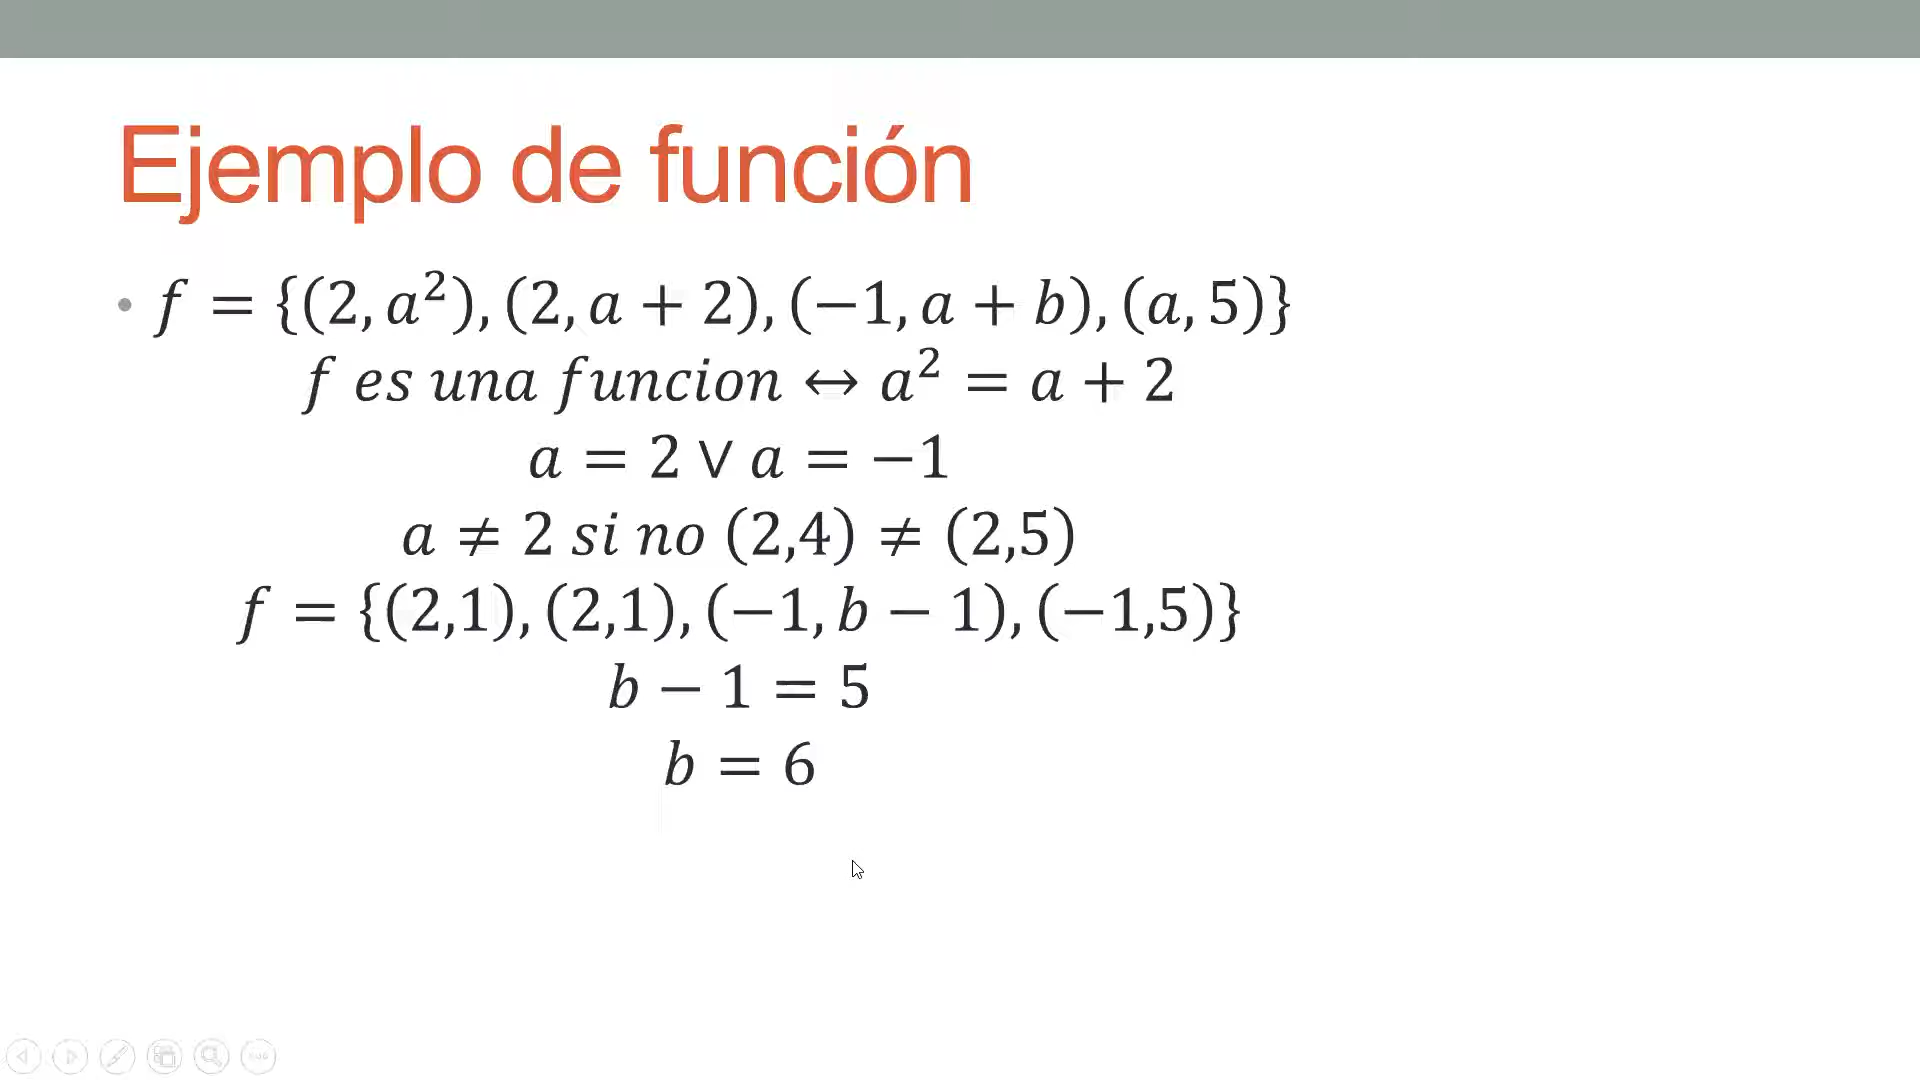 Ejemplo de función
• f = {(2, a²), (2, a + 2), (−1, a + b), (a, 5)}
f es una funcion ↔ a² = a + 2
a = 2 ∨ a = −1
a ≠ 2 si no (2,4) ≠ (2,5)
f = {(2,1), (2,1), (−1, b − 1), (−1,5)}
b − 1 = 5
b = 6